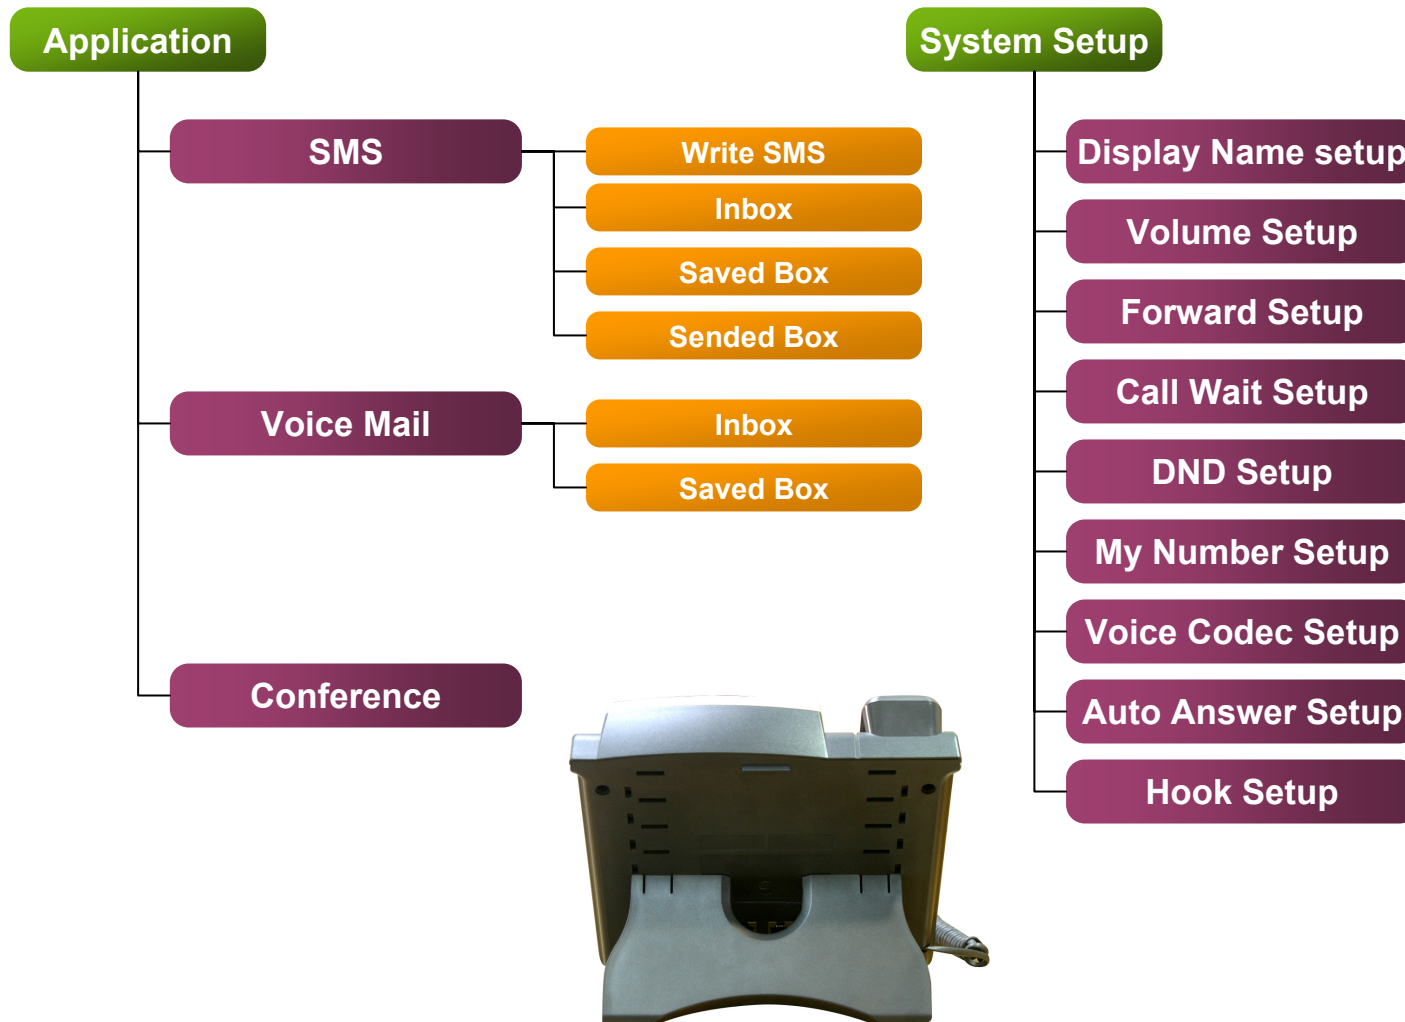 Application
SMS
Write SMS
Inbox
Saved Box
Sended Box
Voice Mail
Inbox
Saved Box
Conference
System Setup
Display Name setup
Volume Setup
Forward Setup
Call Wait Setup
DND Setup
My Number Setup
Voice Codec Setup
Auto Answer Setup
Hook Setup